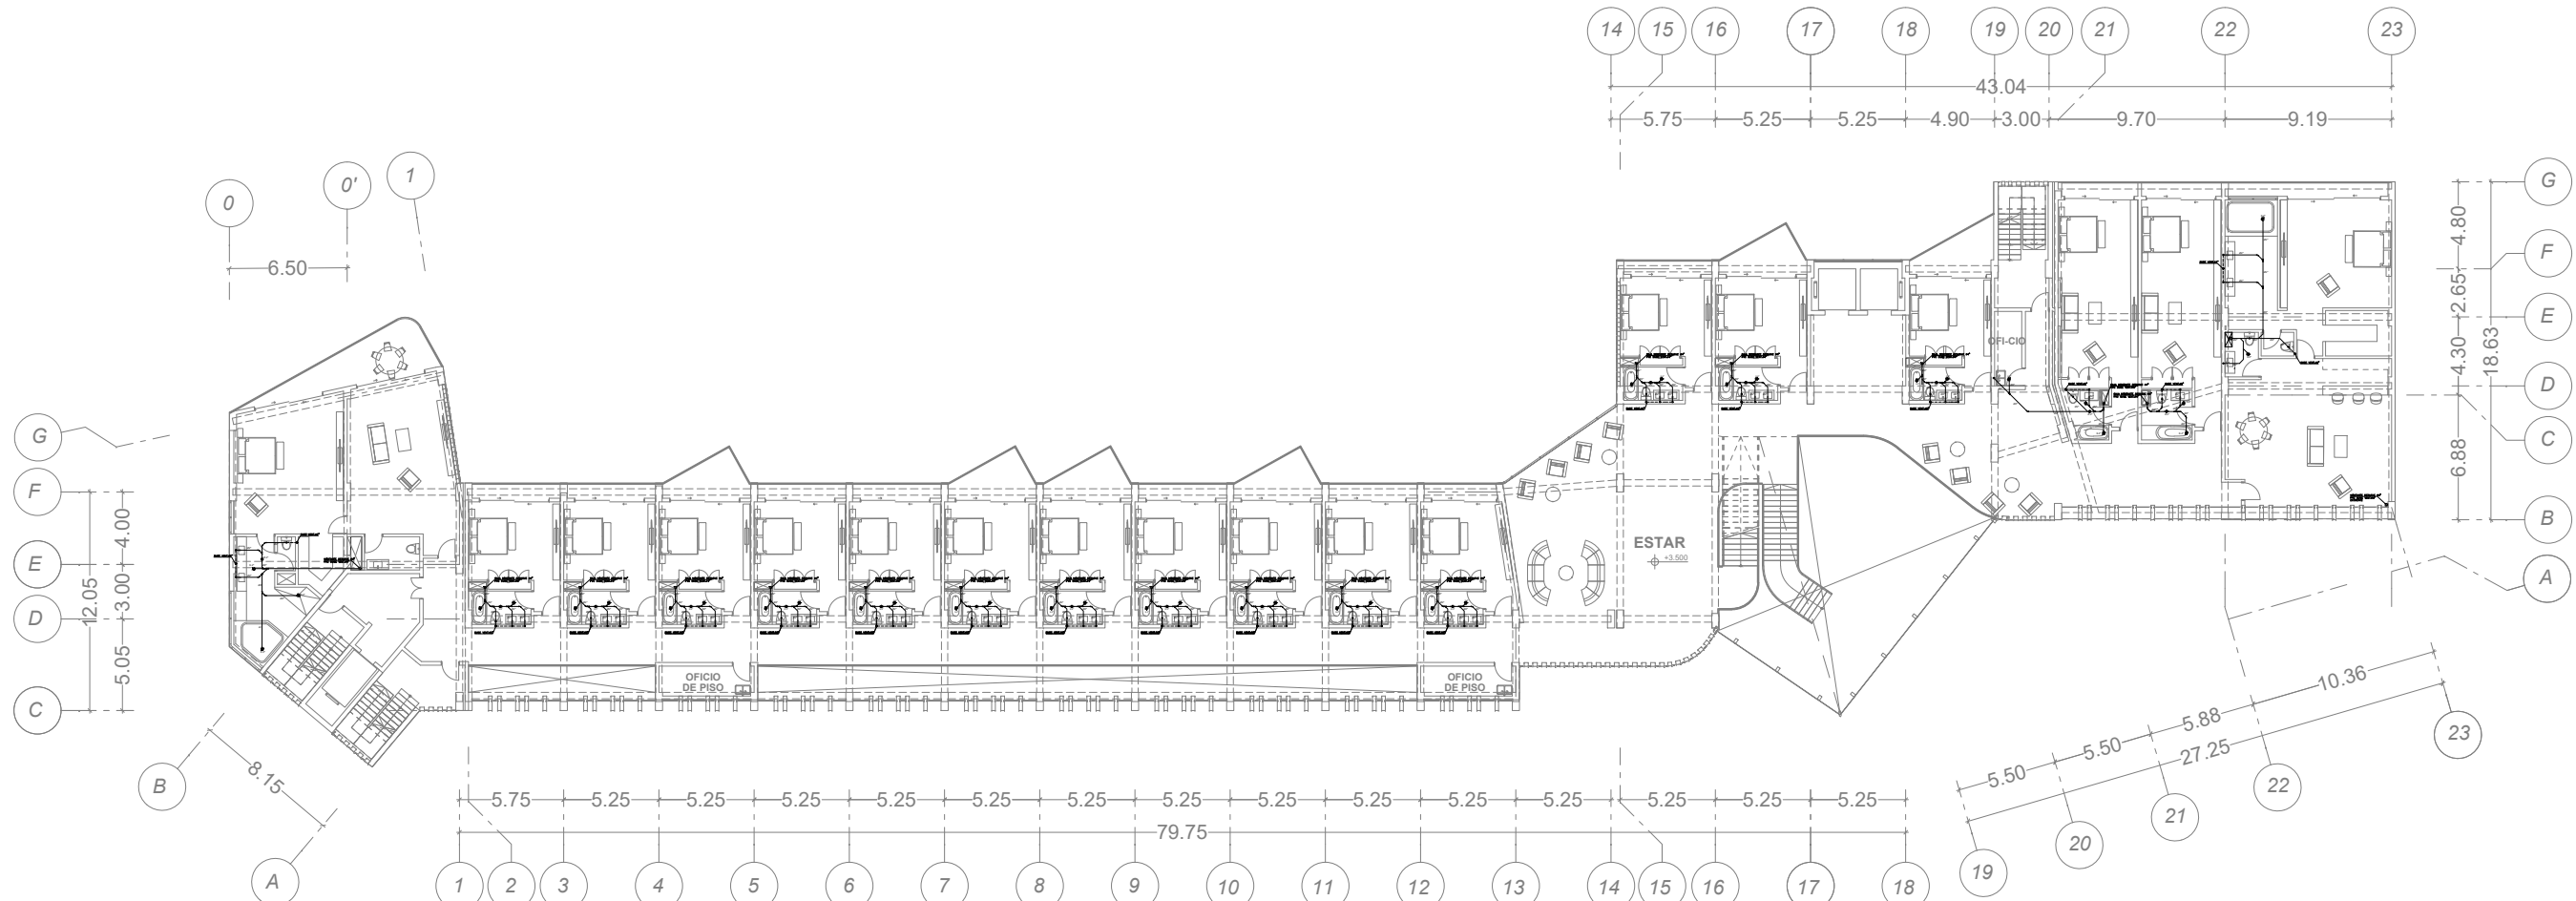 14 15 16 17 18 19 20 21 22 23
43.04
5.75 5.25 5.25 4.90 3.00 9.70 9.19
0 0' 1
6.50
G
F
E
D
C
B
A
4.80
2.65
4.30
6.88
18.63
G
F
E
D
C
B
A
4.00
3.00
5.05
12.05
8.15
OFI-CIO
ESTAR
+3.500
OFICIO
DE PISO
OFICIO
DE PISO
5.75 5.25 5.25 5.25 5.25 5.25 5.25 5.25 5.25 5.25 5.25 5.25 5.25 5.25 5.25
79.75
1 2 3 4 5 6 7 8 9 10 11 12 13 14 15 16 17 18
5.50 5.50 5.88 10.36
27.25
19 20 21 22 23